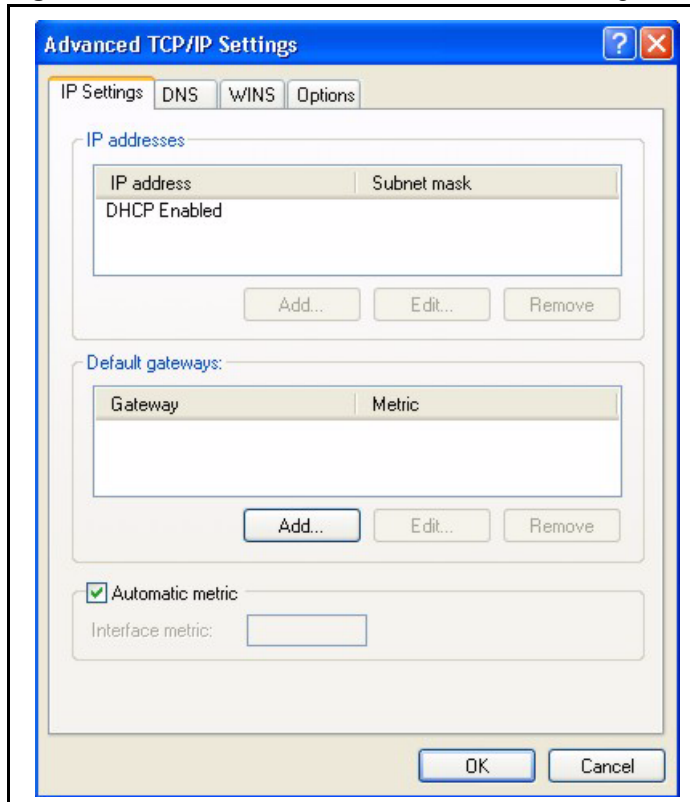 Advanced TCP/IP Settings
IP Settings DNS WINS Options
IP addresses
IP address Subnet mask
DHCP Enabled
Add... Edit... Remove
Default gateways:
Gateway Metric
Add... Edit... Remove
Automatic metric
Interface metric:
OK Cancel